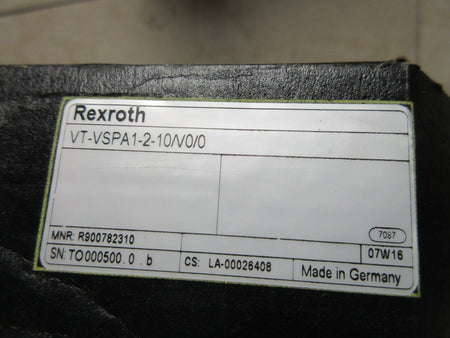 Rexroth
VT-VSPA1-2-10/V0/0
7087
MNR: R900782310
07W16
SN: TO000500.0.b
CS: LA-00026408
Made in Germany